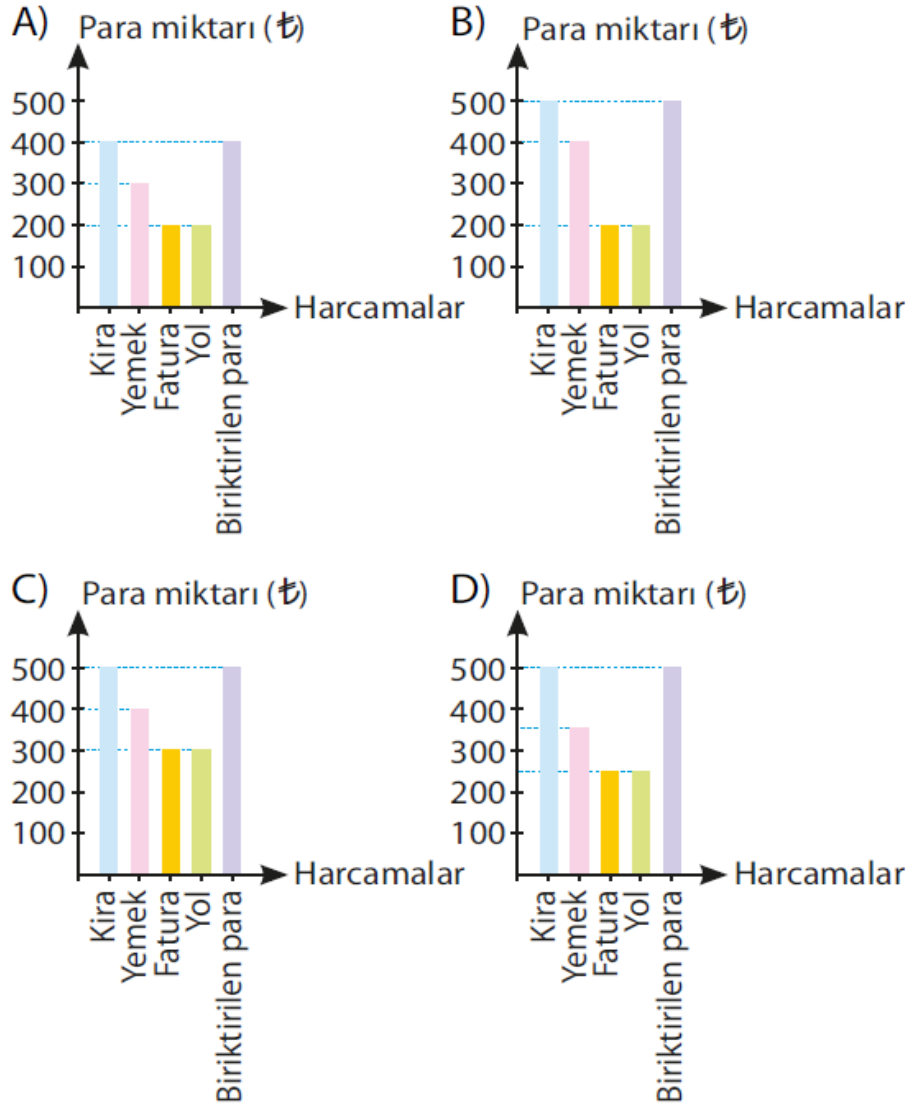 A) Para miktarı (₺)
500
400
300
200
100
Harcamalar
Kira
Yemek
Fatura
Yol
Biriktirilen para
B) Para miktarı (₺)
500
400
300
200
100
Harcamalar
Kira
Yemek
Fatura
Yol
Biriktirilen para
C) Para miktarı (₺)
500
400
300
200
100
Harcamalar
Kira
Yemek
Fatura
Yol
Biriktirilen para
D) Para miktarı (₺)
500
400
300
200
100
Harcamalar
Kira
Yemek
Fatura
Yol
Biriktirilen para